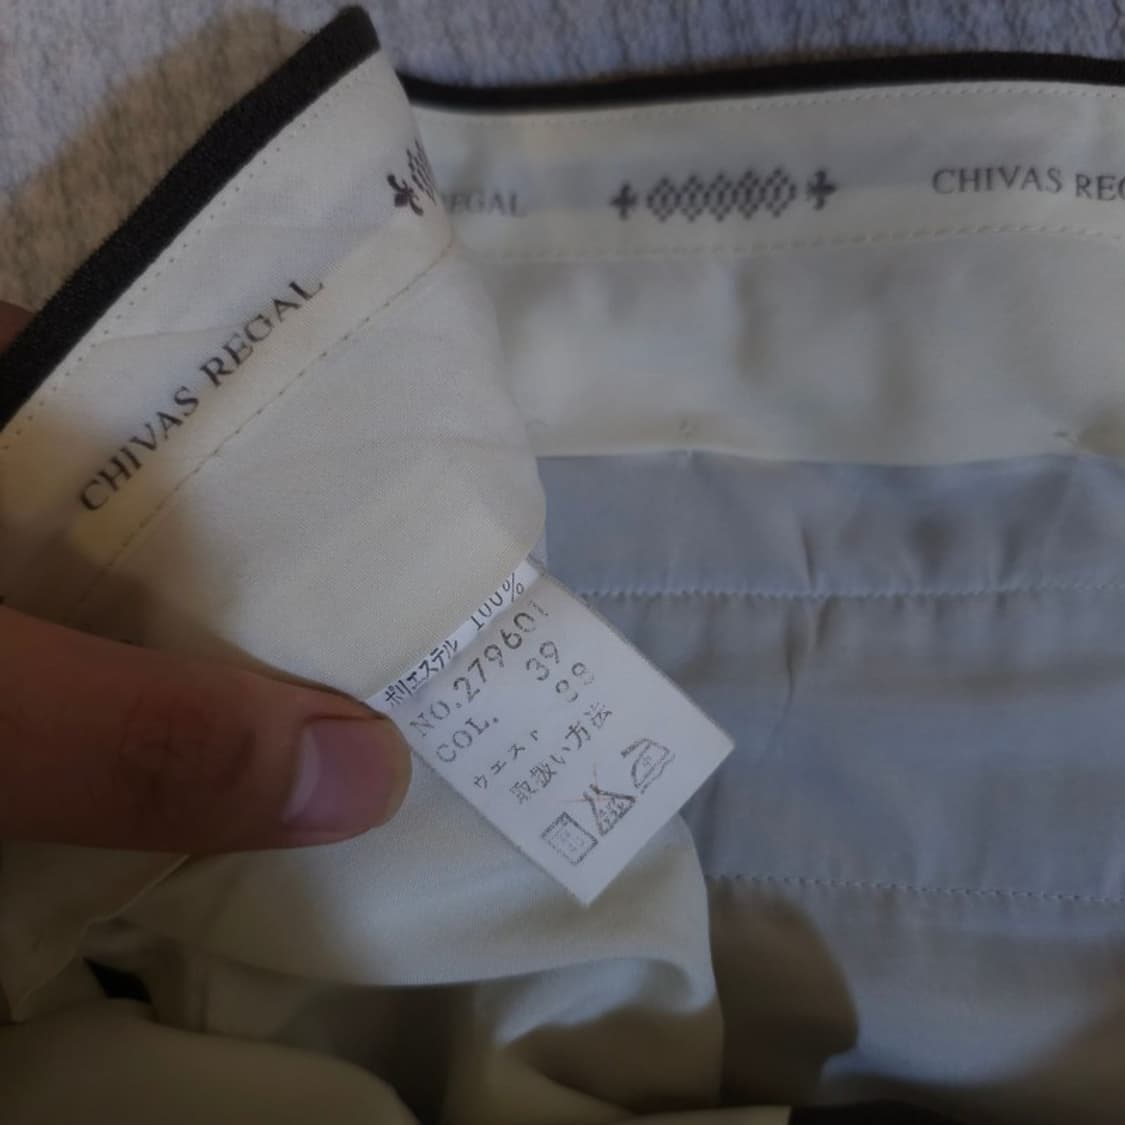 CHIVAS REGAL
EGAL
CHIVAS REG
ポリエステル 100%
NO.279601
COL. 39
ウエスト 88
取扱い方法